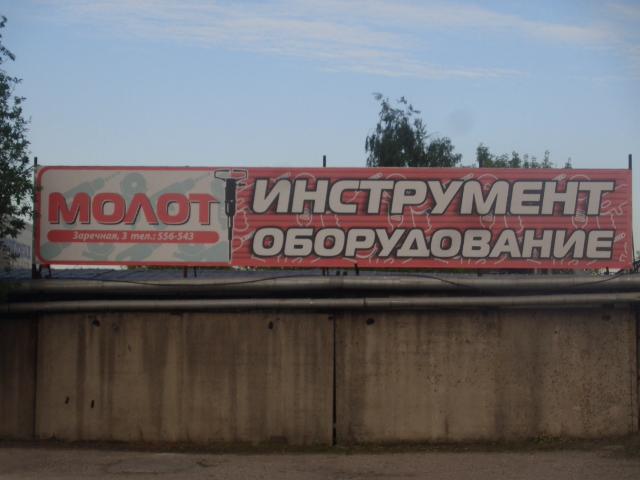 МОЛОТ
Заречная, 3 тел.: 556-543
ИНСТРУМЕНТ
ОБОРУДОВАНИЕ